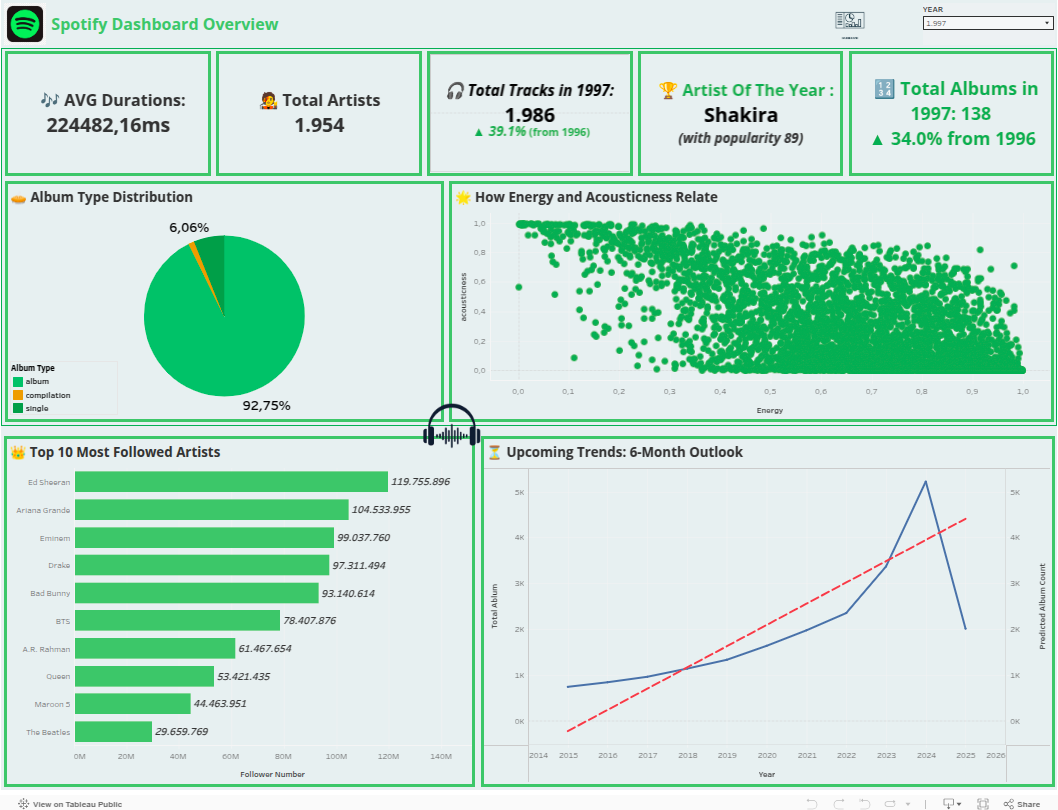 Spotify Dashboard Overview
YEAR
1.997
AVG Durations:
224482,16ms
Total Artists
1.954
Total Tracks in 1997:
1.986
▲ 39.1% (from 1996)
Artist Of The Year :
Shakira
(with popularity 89)
Total Albums in
1997: 138
▲ 34.0% from 1996
Album Type Distribution
6,06%
92,75%
Album Type
album
compilation
single
How Energy and Acousticness Relate
acousticness
1,0
0,8
0,6
0,4
0,2
0,0
0,0 0,1 0,2 0,3 0,4 0,5 0,6 0,7 0,8 0,9 1,0
Energy
Top 10 Most Followed Artists
Ed Sheeran 119.755.896
Ariana Grande 104.533.955
Eminem 99.037.760
Drake 97.311.494
Bad Bunny 93.140.614
BTS 78.407.876
A.R. Rahman 61.467.654
Queen 53.421.435
Maroon 5 44.463.951
The Beatles 29.659.769
0M 20M 40M 60M 80M 100M 120M 140M
Follower Number
Upcoming Trends: 6-Month Outlook
Total Ablum
5K 5K
4K 4K
3K 3K
2K 2K
1K 1K
0K 0K
Predicted Album Count
2014 2015 2016 2017 2018 2019 2020 2021 2022 2023 2024 2025 2026
Year
View on Tableau Public
Share